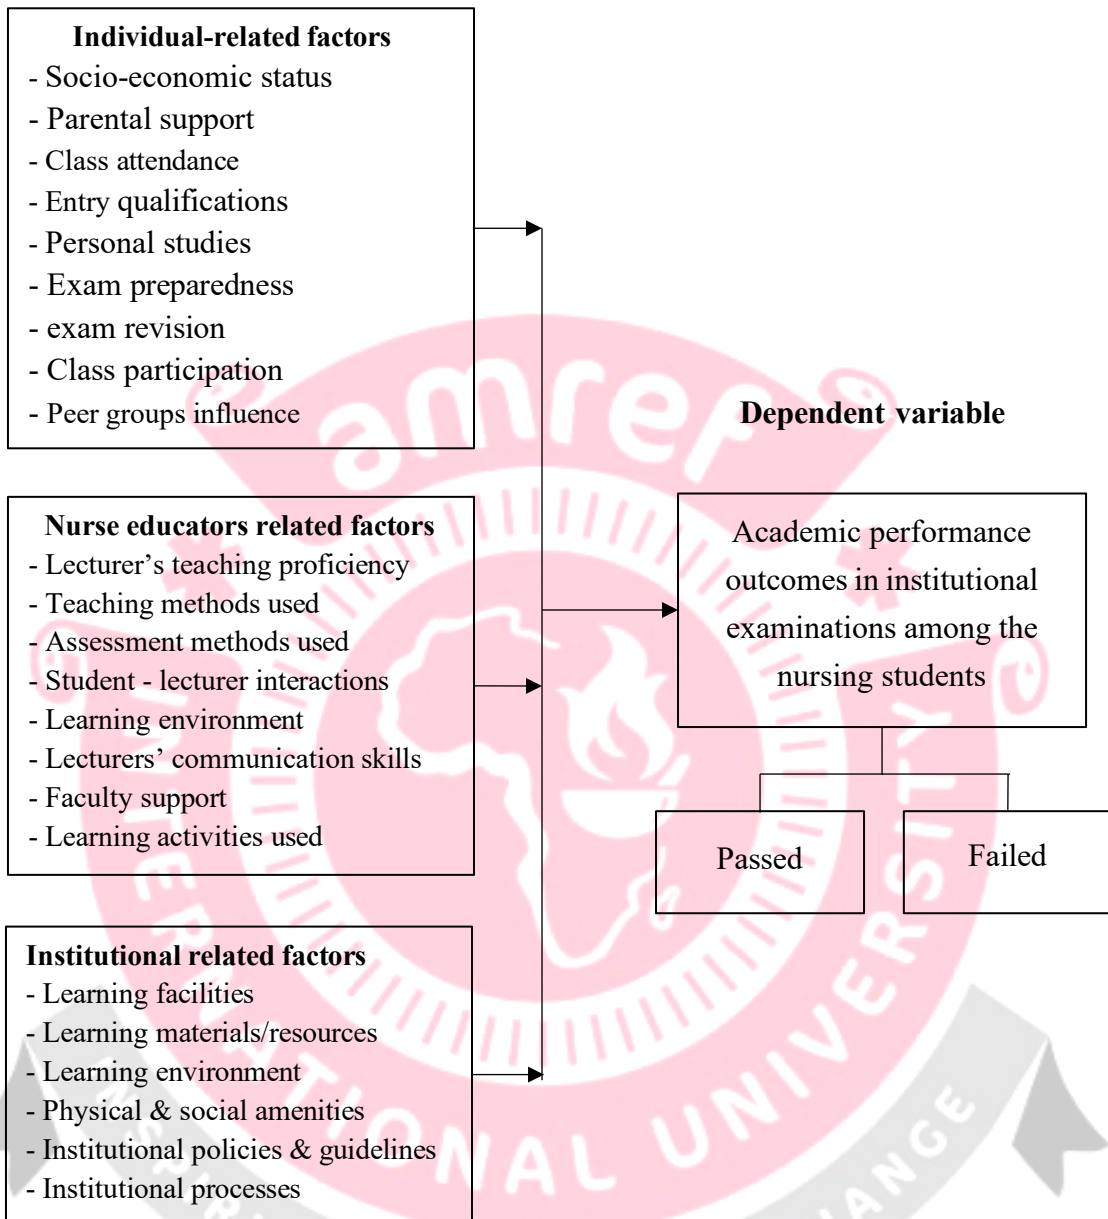 Individual-related factors
- Socio-economic status
- Parental support
- Class attendance
- Entry qualifications
- Personal studies
- Exam preparedness
- exam revision
- Class participation
- Peer groups influence
Nurse educators related factors
- Lecturer’s teaching proficiency
- Teaching methods used
- Assessment methods used
- Student - lecturer interactions
- Learning environment
- Lecturers’ communication skills
- Faculty support
- Learning activities used
Institutional related factors
- Learning facilities
- Learning materials/resources
- Learning environment
- Physical & social amenities
- Institutional policies & guidelines
- Institutional processes
Dependent variable
Academic performance
outcomes in institutional
examinations among the
nursing students
Passed
Failed
amref
INTERNATIONAL UNIVERSITY